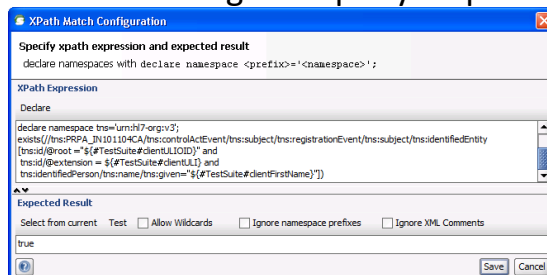 XPath Match Configuration
Specify xpath expression and expected result
declare namespaces with declare namespace <prefix>='<namespace>';
XPath Expression
Declare
declare namespace tns='urn:hl7-org:v3';
exists(//tns:PRPA_IN101104CA/tns:controlActEvent/tns:subject/tns:registrationEvent/tns:subject/tns:identifiedEntity
[tns:id/@root ="${#TestSuite#clientULIOID}" and
tns:id/@extension = ${#TestSuite#clientULI} and
tns:identifiedPerson/tns:name/tns:given="${#TestSuite#clientFirstName}"])
Expected Result
Select from current Test Allow Wildcards Ignore namespace prefixes Ignore XML Comments
true
Save Cancel